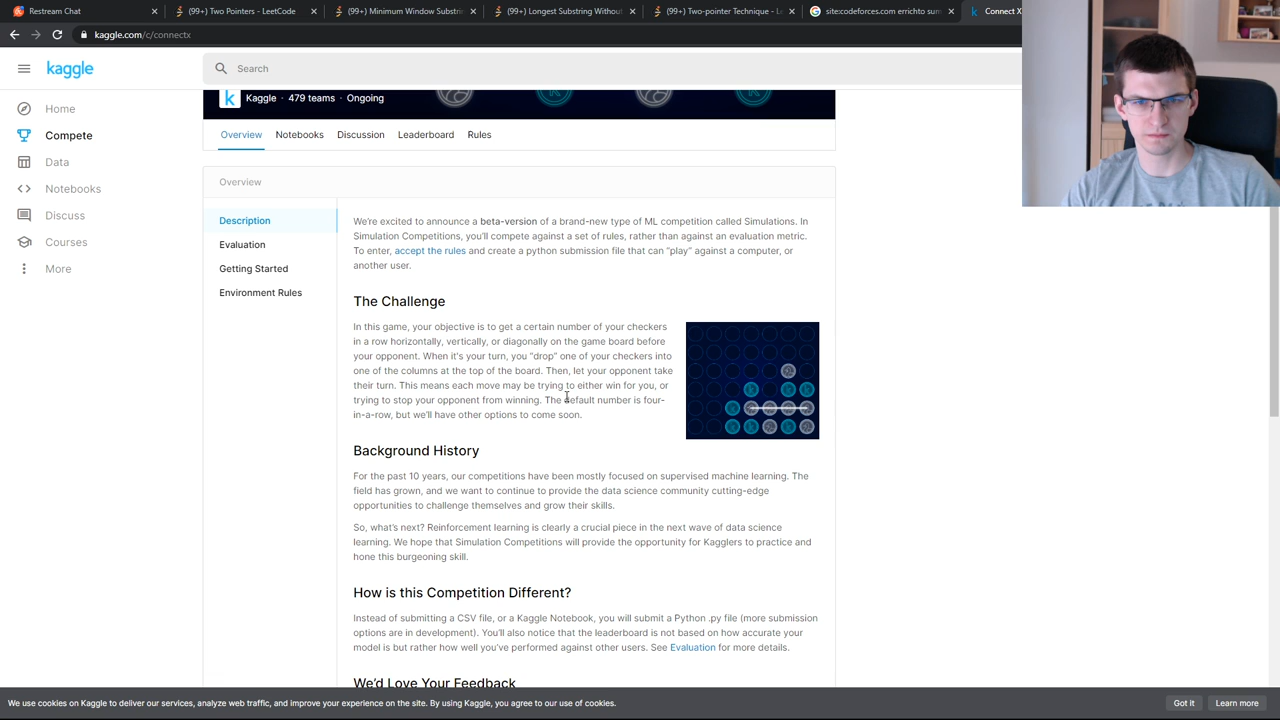 Restream Chat
(99+) Two Pointers - LeetCode
(99+) Minimum Window Substri
(99+) Longest Substring Without
(99+) Two-pointer Technique - Le
site:codeforces.com errichto sum
Connect X
kaggle.com/c/connectx
kaggle
Search
Home
Compete
Data
Notebooks
Discuss
Courses
More
Kaggle · 479 teams · Ongoing
Overview Notebooks Discussion Leaderboard Rules
Overview
Description
Evaluation
Getting Started
Environment Rules
We're excited to announce a beta-version of a brand-new type of ML competition called Simulations. In
Simulation Competitions, you'll compete against a set of rules, rather than against an evaluation metric.
To enter, accept the rules and create a python submission file that can "play" against a computer, or
another user.
The Challenge
In this game, your objective is to get a certain number of your checkers
in a row horizontally, vertically, or diagonally on the game board before
your opponent. When it's your turn, you "drop" one of your checkers into
one of the columns at the top of the board. Then, let your opponent take
their turn. This means each move may be trying to either win for you, or
trying to stop your opponent from winning. The default number is four-
in-a-row, but we'll have other options to come soon.
Background History
For the past 10 years, our competitions have been mostly focused on supervised machine learning. The
field has grown, and we want to continue to provide the data science community cutting-edge
opportunities to challenge themselves and grow their skills.
So, what's next? Reinforcement learning is clearly a crucial piece in the next wave of data science
learning. We hope that Simulation Competitions will provide the opportunity for Kagglers to practice and
hone this burgeoning skill.
How is this Competition Different?
Instead of submitting a CSV file, or a Kaggle Notebook, you will submit a Python .py file (more submission
options are in development). You'll also notice that the leaderboard is not based on how accurate your
model is but rather how well you've performed against other users. See Evaluation for more details.
We'd Love Your Feedback
We use cookies on Kaggle to deliver our services, analyze web traffic, and improve your experience on the site. By using Kaggle, you agree to our use of cookies.
Got it
Learn more